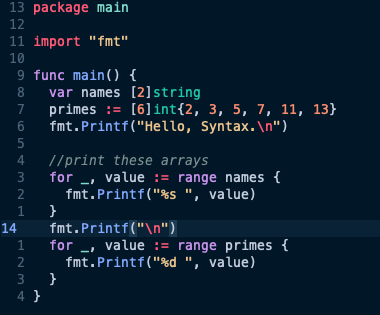 13 package main
12
11 import "fmt"
10
9 func main() {
8   var names [2]string
7   primes := [6]int{2, 3, 5, 7, 11, 13}
6   fmt.Printf("Hello, Syntax.\n")
5
4   //print these arrays
3   for _, value := range names {
2     fmt.Printf("%s ", value)
1   }
14   fmt.Printf("\n")
1   for _, value := range primes {
2     fmt.Printf("%d ", value)
3   }
4 }